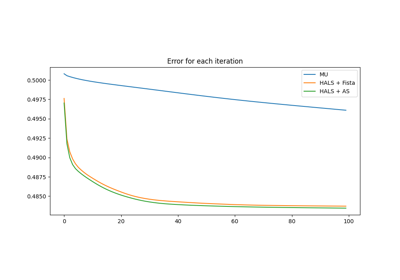 Error for each iteration
MU
HALS + Fista
HALS + AS
0.5000
0.4975
0.4950
0.4925
0.4900
0.4875
0.4850
0 20 40 60 80 100